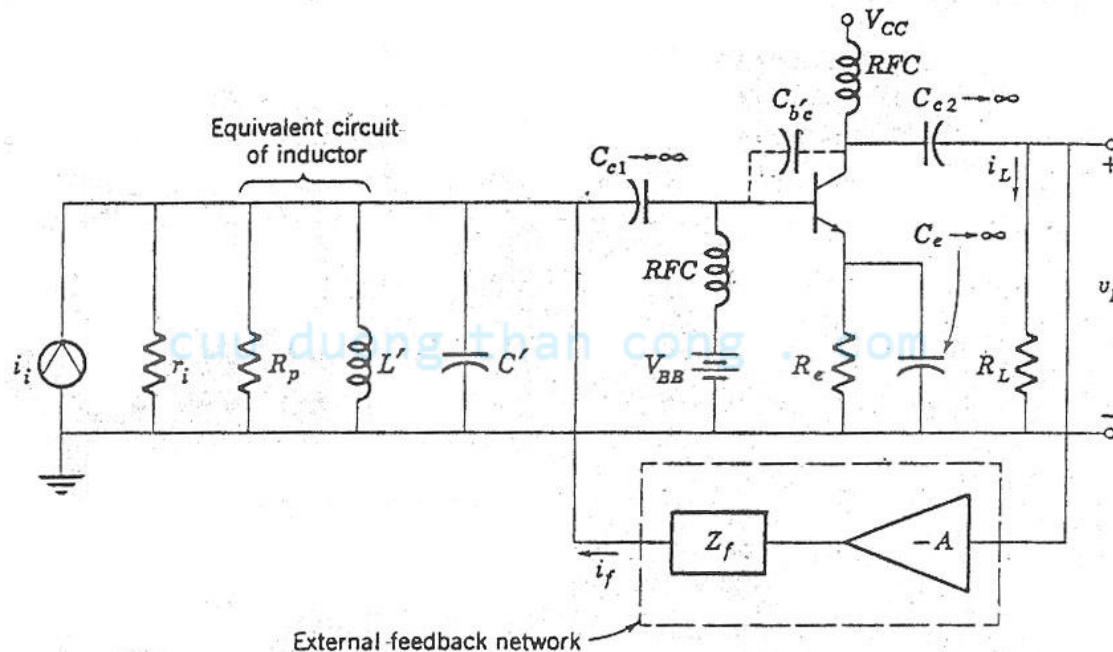 V_CC
RFC
C_b'c
C_c2 → ∞
Equivalent circuit
of inductor
C_c1 → ∞
i_L
+
C_e → ∞
RFC
v
i_i
r_i
R_p
L'
C'
V_BB
R_e
R_L
cuu duong than cong . com
−
Z_f
−A
i_f
External feedback network